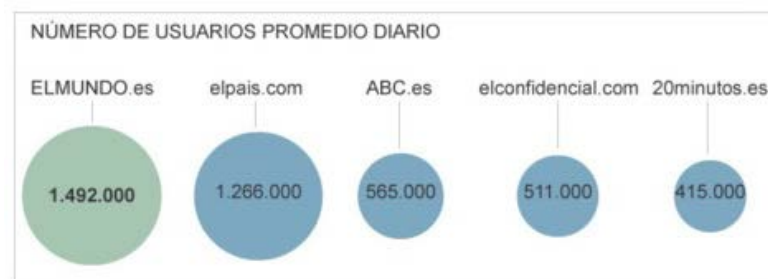 NÚMERO DE USUARIOS PROMEDIO DIARIO
ELMUNDO.es elpais.com ABC.es elconfidencial.com 20minutos.es
1.492.000 1.266.000 565.000 511.000 415.000